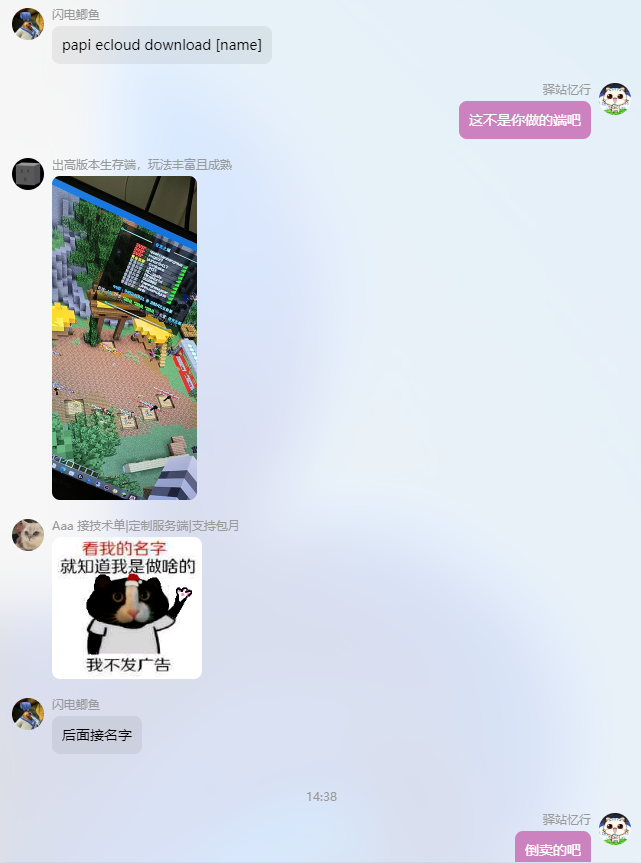 闪电鲫鱼
papi ecloud download [name]
驿站忆行
这不是你做的端吧
出高版本生存端，玩法丰富且成熟
Aaa 接技术单|定制服务端|支持包月
看我的名字
就知道我是做啥的
我不发广告
闪电鲫鱼
后面接名字
14:38
驿站忆行
倒卖的吧